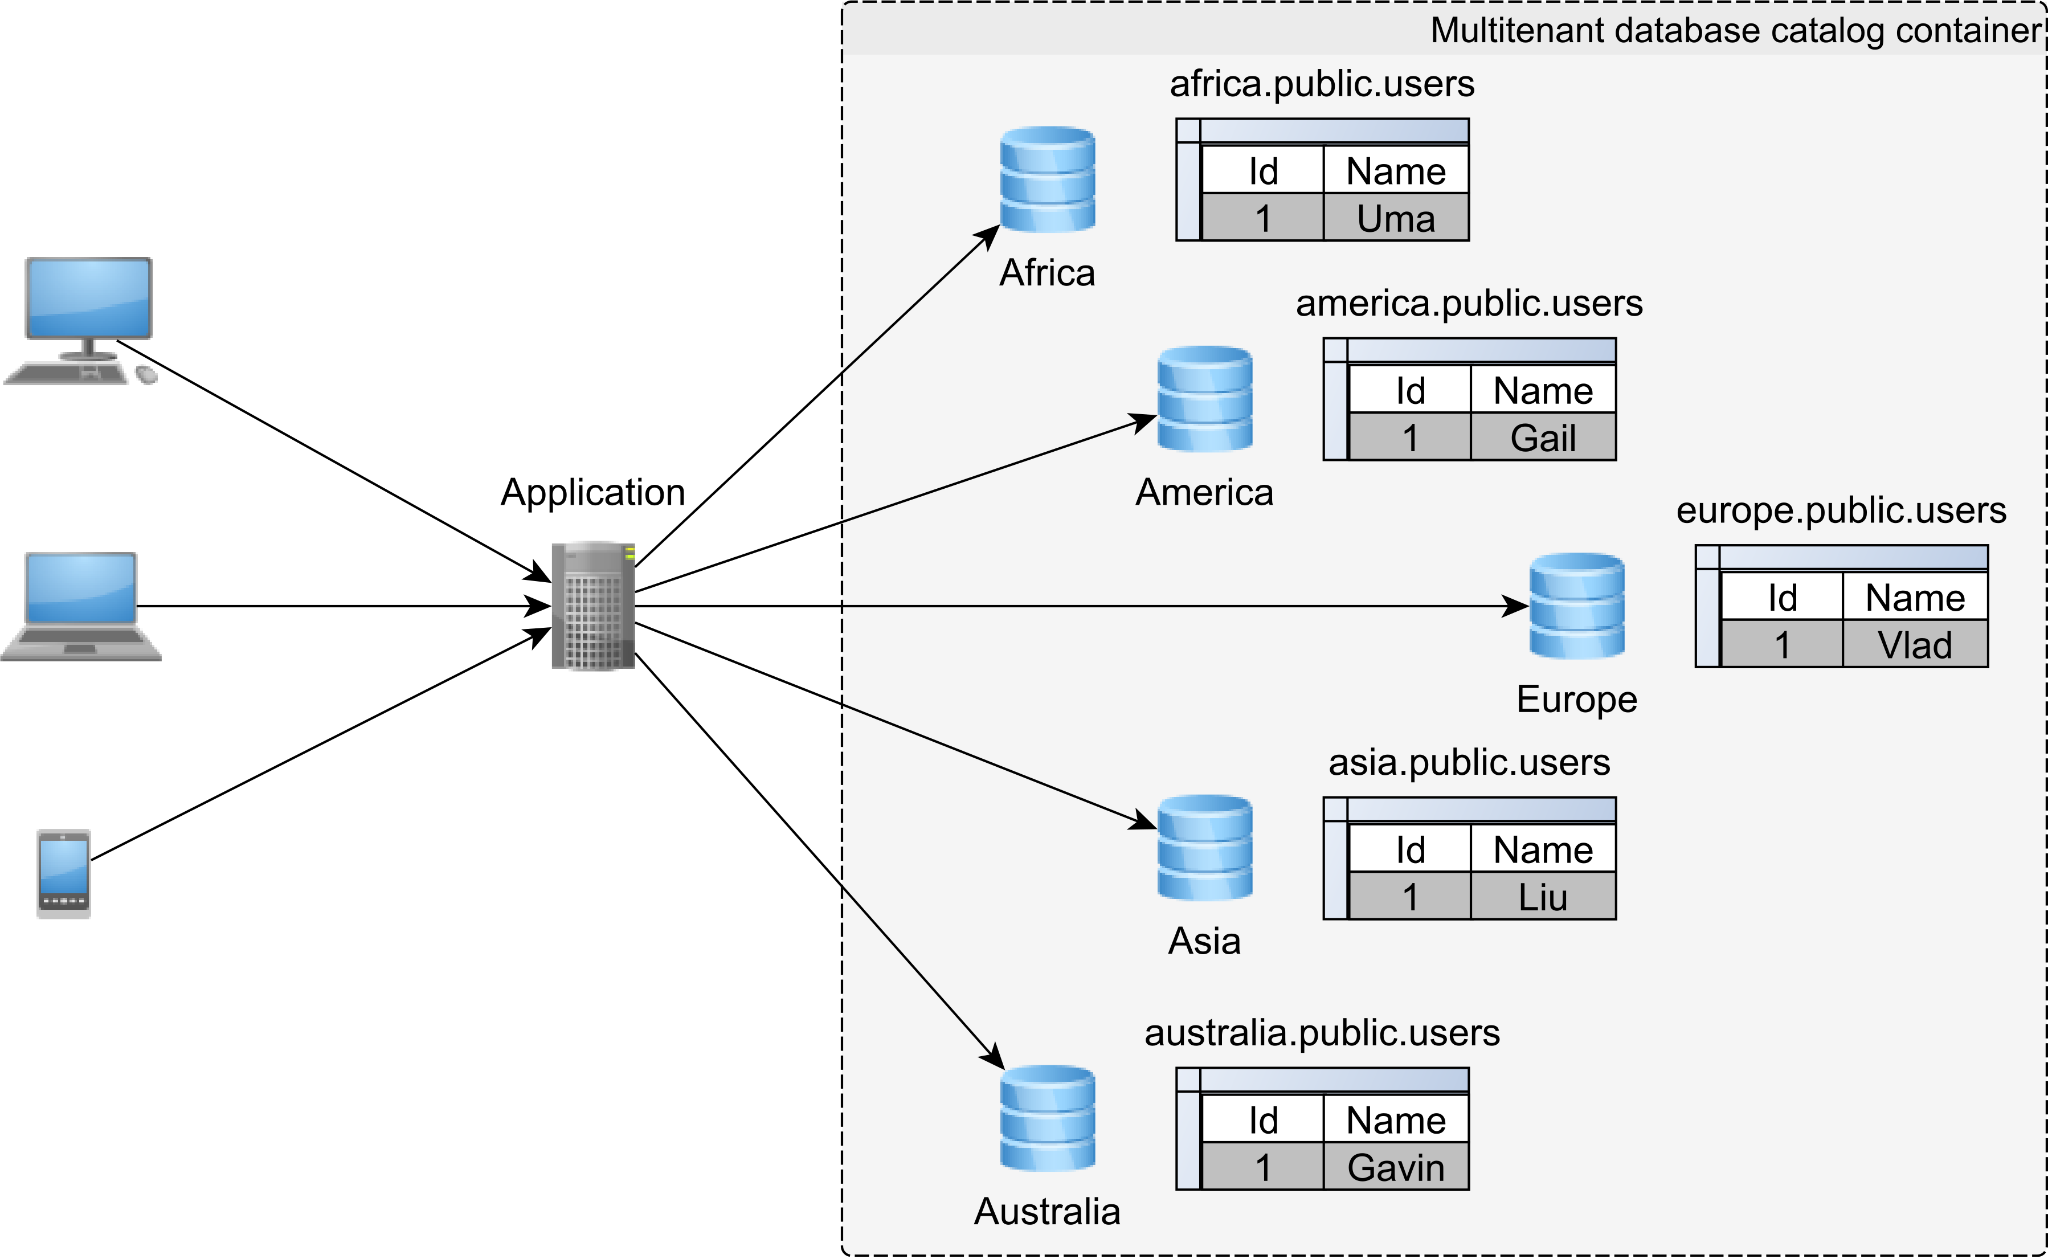 Multitenant database catalog container
africa.public.users
Id Name
1 Uma
Africa
america.public.users
Id Name
1 Gail
America
Application
europe.public.users
Id Name
1 Vlad
Europe
asia.public.users
Id Name
1 Liu
Asia
australia.public.users
Id Name
1 Gavin
Australia